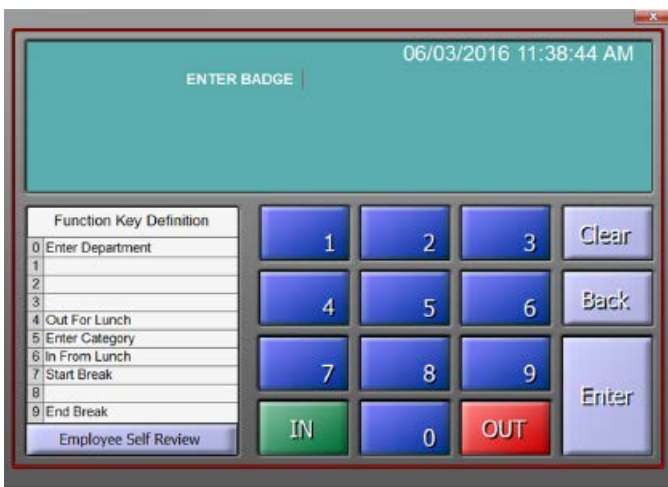 x
06/03/2016 11:38:44 AM
ENTER BADGE
Function Key Definition
0 Enter Department
1
2
3
4 Out For Lunch
5 Enter Category
6 In From Lunch
7 Start Break
8
9 End Break
Employee Self Review
1 2 3 Clear
4 5 6 Back
7 8 9 Enter
IN 0 OUT